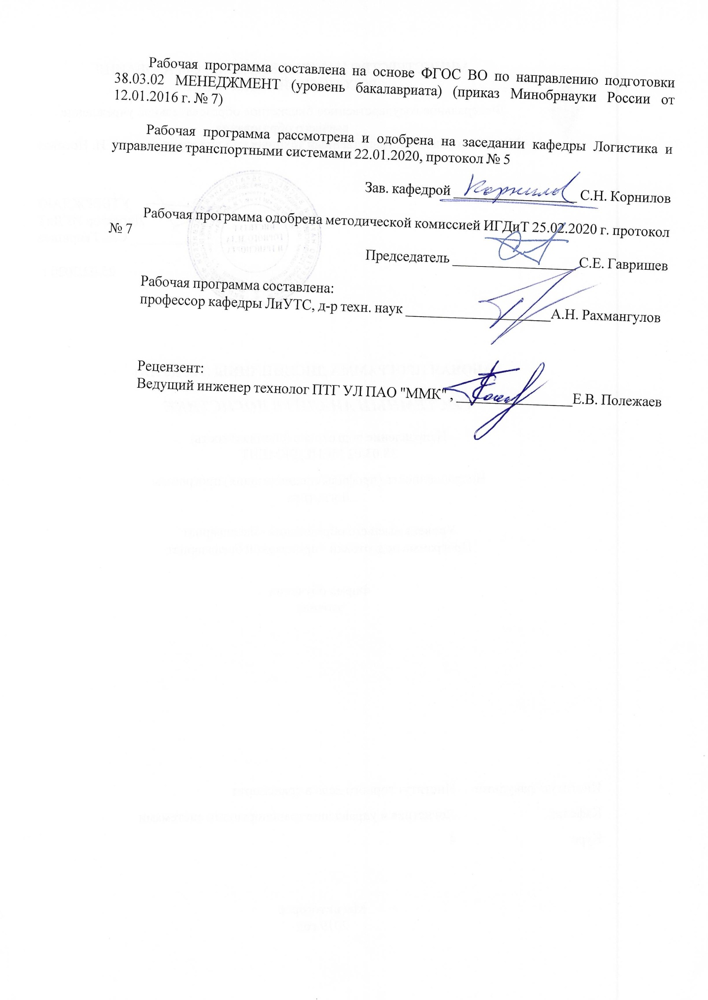 Рабочая программа составлена на основе ФГОС ВО по направлению подготовки
38.03.02 МЕНЕДЖМЕНТ (уровень бакалавриата) (приказ Минобрнауки России от
12.01.2016 г. № 7)
Рабочая программа рассмотрена и одобрена на заседании кафедры Логистика и
управление транспортными системами 22.01.2020, протокол № 5
Зав. кафедрой Корнилов С.Н. Корнилов
Рабочая программа одобрена методической комиссией ИГДиТ 25.02.2020 г. протокол
№ 7
Председатель С.Е. Гавришев
Рабочая программа составлена:
профессор кафедры ЛиУТС, д-р техн. наук А.Н. Рахмангулов
Рецензент:
Ведущий инженер технолог ПТГ УЛ ПАО "ММК" , Е.В. Полежаев